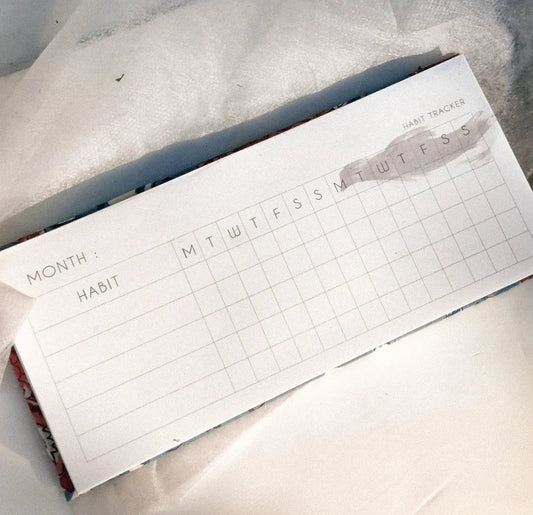 HABIT TRACKER
MONTH :
HABIT M T W T F S S M T W T F S S